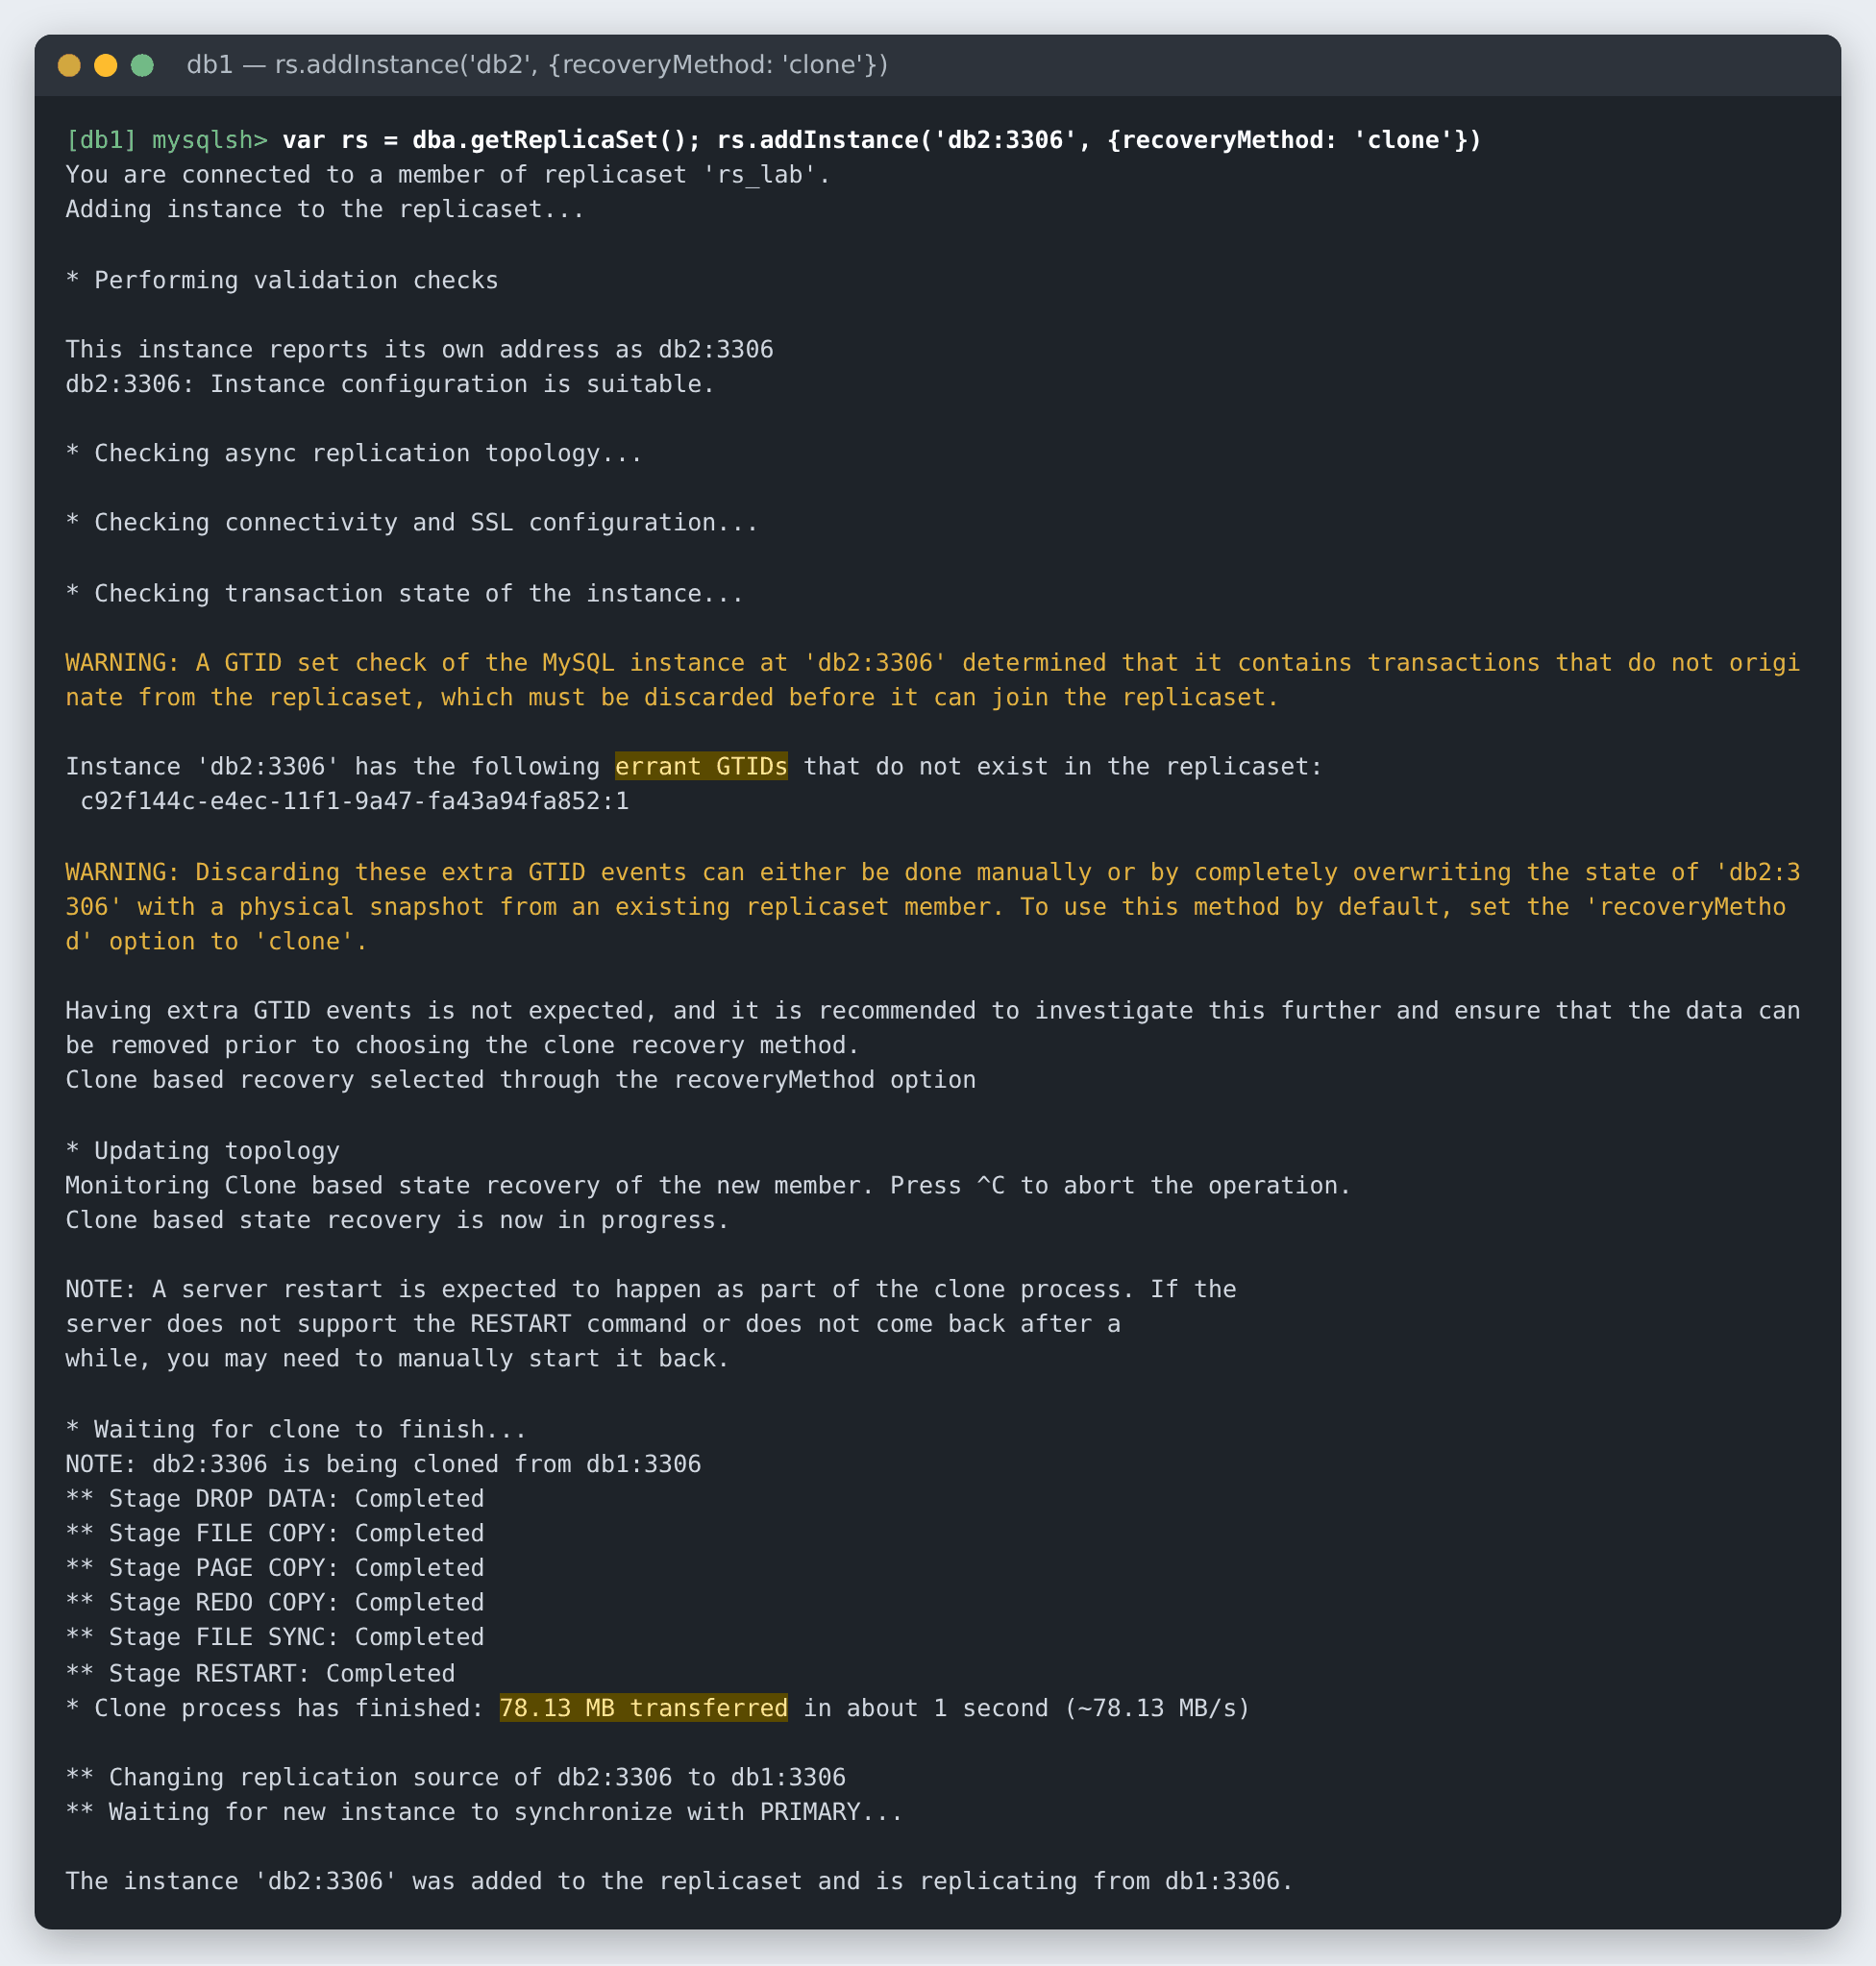 db1 — rs.addInstance('db2', {recoveryMethod: 'clone'})
[db1] mysqlsh> var rs = dba.getReplicaSet(); rs.addInstance('db2:3306', {recoveryMethod: 'clone'})
You are connected to a member of replicaset 'rs_lab'.
Adding instance to the replicaset...
* Performing validation checks
This instance reports its own address as db2:3306
db2:3306: Instance configuration is suitable.
* Checking async replication topology...
* Checking connectivity and SSL configuration...
* Checking transaction state of the instance...
WARNING: A GTID set check of the MySQL instance at 'db2:3306' determined that it contains transactions that do not origi
nate from the replicaset, which must be discarded before it can join the replicaset.
Instance 'db2:3306' has the following errant GTIDs that do not exist in the replicaset:
c92f144c-e4ec-11f1-9a47-fa43a94fa852:1
WARNING: Discarding these extra GTID events can either be done manually or by completely overwriting the state of 'db2:3
306' with a physical snapshot from an existing replicaset member. To use this method by default, set the 'recoveryMetho
d' option to 'clone'.
Having extra GTID events is not expected, and it is recommended to investigate this further and ensure that the data can
be removed prior to choosing the clone recovery method.
Clone based recovery selected through the recoveryMethod option
* Updating topology
Monitoring Clone based state recovery of the new member. Press ^C to abort the operation.
Clone based state recovery is now in progress.
NOTE: A server restart is expected to happen as part of the clone process. If the
server does not support the RESTART command or does not come back after a
while, you may need to manually start it back.
* Waiting for clone to finish...
NOTE: db2:3306 is being cloned from db1:3306
** Stage DROP DATA: Completed
** Stage FILE COPY: Completed
** Stage PAGE COPY: Completed
** Stage REDO COPY: Completed
** Stage FILE SYNC: Completed
** Stage RESTART: Completed
* Clone process has finished: 78.13 MB transferred in about 1 second (~78.13 MB/s)
** Changing replication source of db2:3306 to db1:3306
** Waiting for new instance to synchronize with PRIMARY...
The instance 'db2:3306' was added to the replicaset and is replicating from db1:3306.